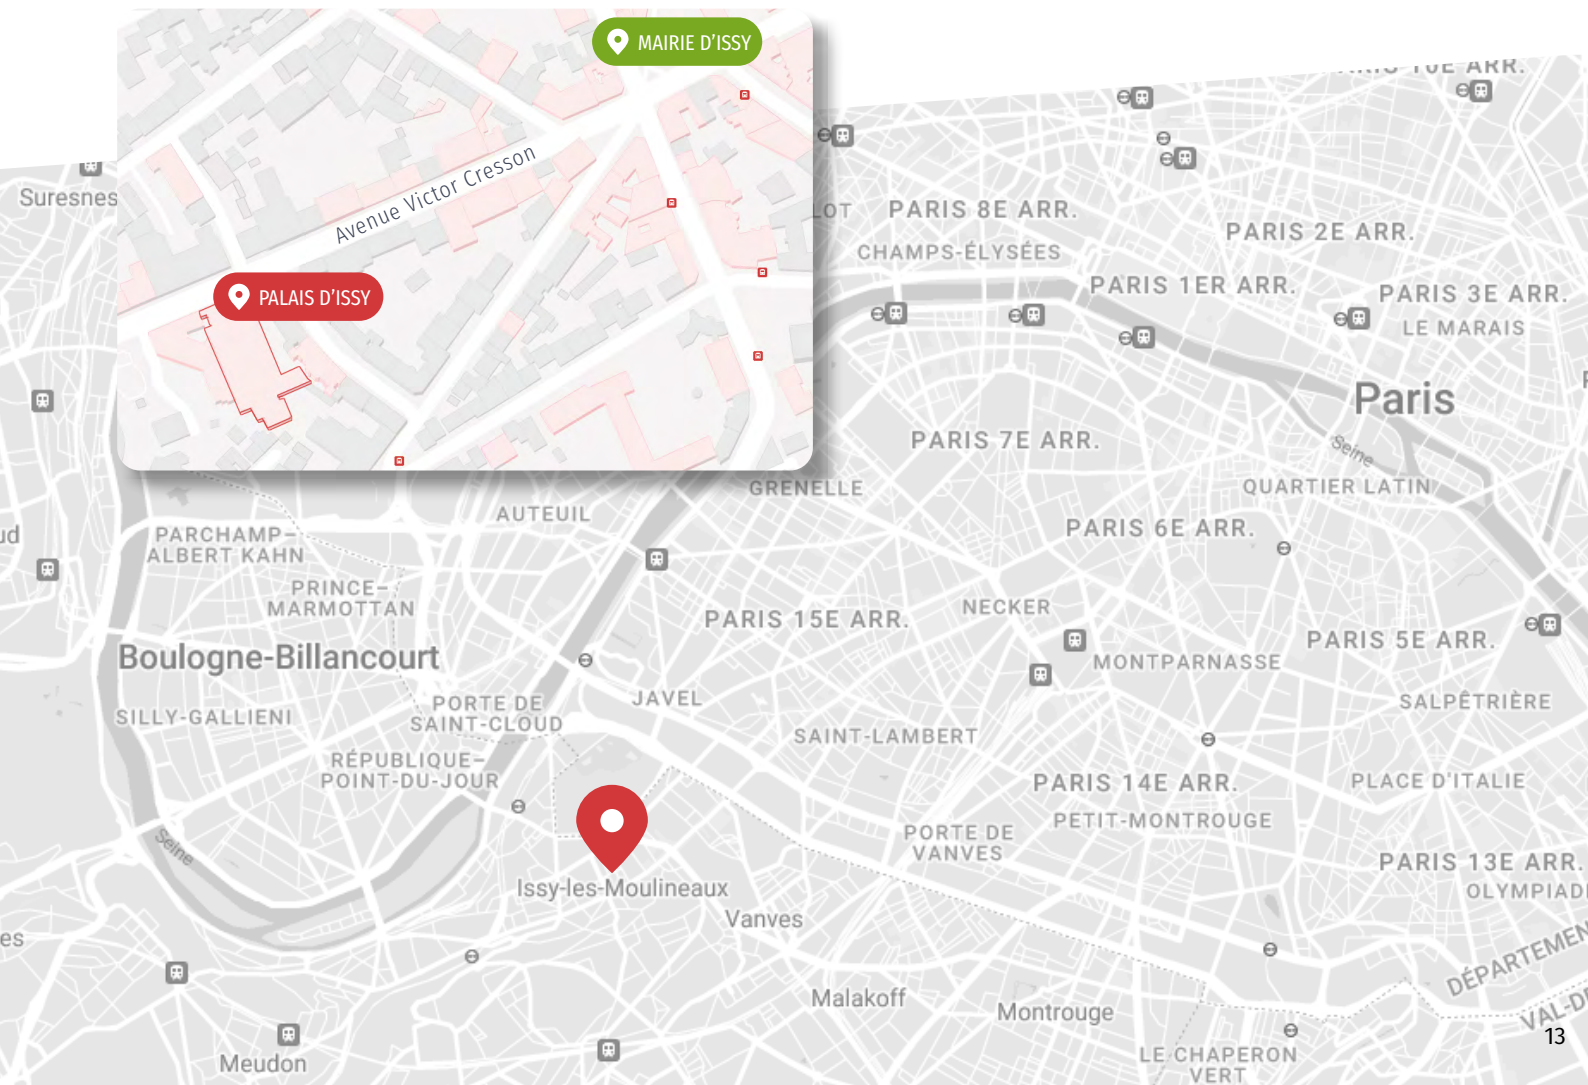 MAIRIE D'ISSY
Avenue Victor Cresson
PALAIS D'ISSY
ARR.
Suresnes
PARIS 8E ARR.
CHAMPS-ÉLYSÉES
PARIS 2E ARR.
PARIS 1ER ARR.
PARIS 3E ARR.
LE MARAIS
Paris
PARIS 7E ARR.
Seine
GRENELLE
QUARTIER LATIN
AUTEUIL
PARIS 6E ARR.
PARCHAMP-
ALBERT KAHN
PRINCE-
MARMOTTAN
PARIS 15E ARR.
NECKER
PARIS 5E ARR.
Boulogne-Billancourt
MONTPARNASSE
SILLY-GALLIENI
PORTE DE
SAINT-CLOUD
JAVEL
SALPÊTRIÈRE
SAINT-LAMBERT
RÉPUBLIQUE-
POINT-DU-JOUR
PARIS 14E ARR.
PETIT-MONTROUGE
PLACE D'ITALIE
Seine
PORTE DE
VANVES
PARIS 13E ARR.
OLYMPIAD
Issy-les-Moulineaux
Vanves
DÉPARTEMEN
Malakoff
Montrouge
VAL-D
13
Meudon
LE CHAPERON
VERT